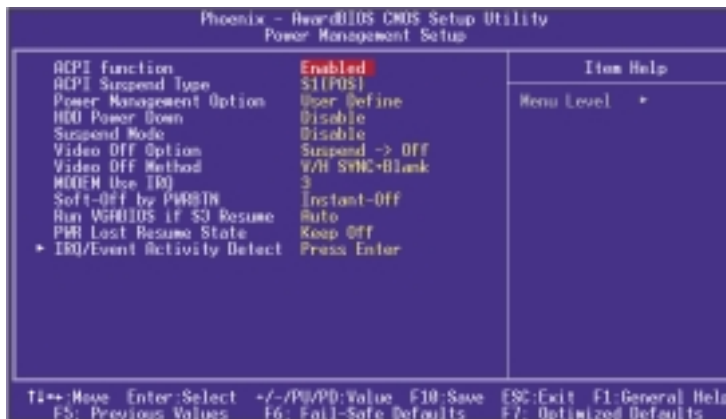 Phoenix - AwardBIOS CMOS Setup Utility
Power Management Setup
ACPI function Enabled
ACPI Suspend Type S1(POS)
Power Management Option User Define
HDD Power Down Disable
Suspend Mode Disable
Video Off Option Suspend -> Off
Video Off Method V/H SYNC+Blank
MODEM Use IRQ 3
Soft-Off by PWRBTN Instant-Off
Run VGABIOS if S3 Resume Auto
PWR Lost Resume State Keep Off
► IRQ/Event Activity Detect Press Enter
Item Help
Menu Level ►
↑↓←→:Move Enter:Select +/-/PU/PD:Value F10:Save ESC:Exit F1:General Help
F5: Previous Values F6: Fail-Safe Defaults F7: Optimized Defaults